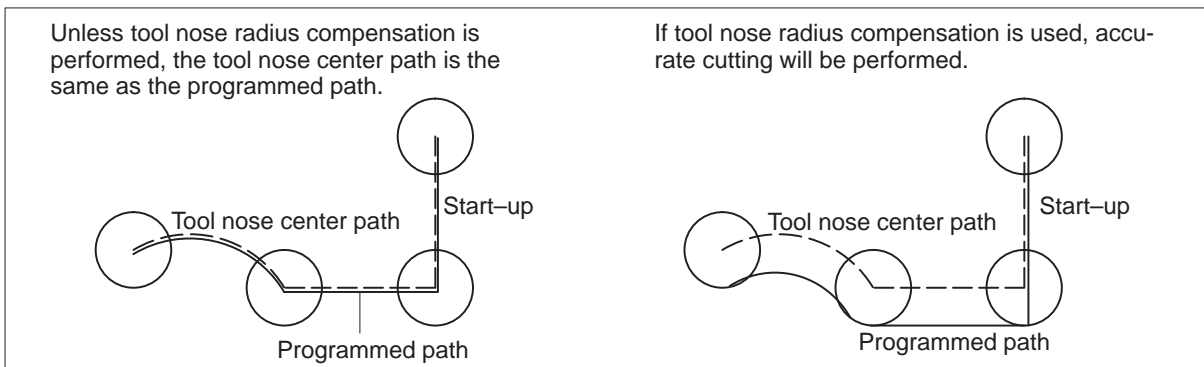 Unless tool nose radius compensation is
performed, the tool nose center path is the
same as the programmed path.
Start–up
Tool nose center path
Programmed path
If tool nose radius compensation is used, accu-
rate cutting will be performed.
Start–up
Tool nose center path
Programmed path